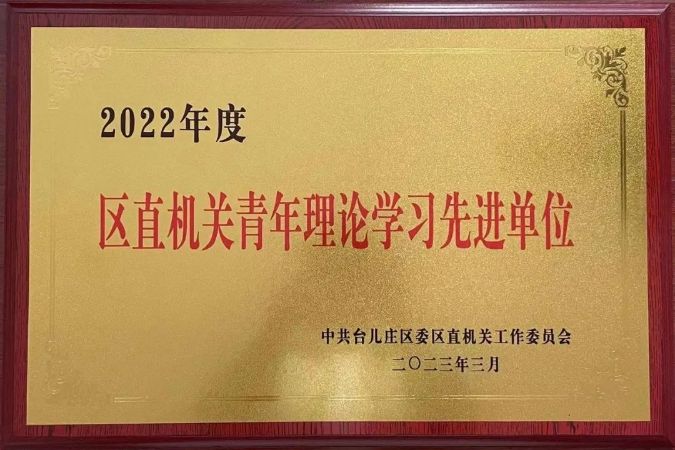 2022年度
区直机关青年理论学习先进单位
中共台儿庄区委区直机关工作委员会
二〇二三年三月